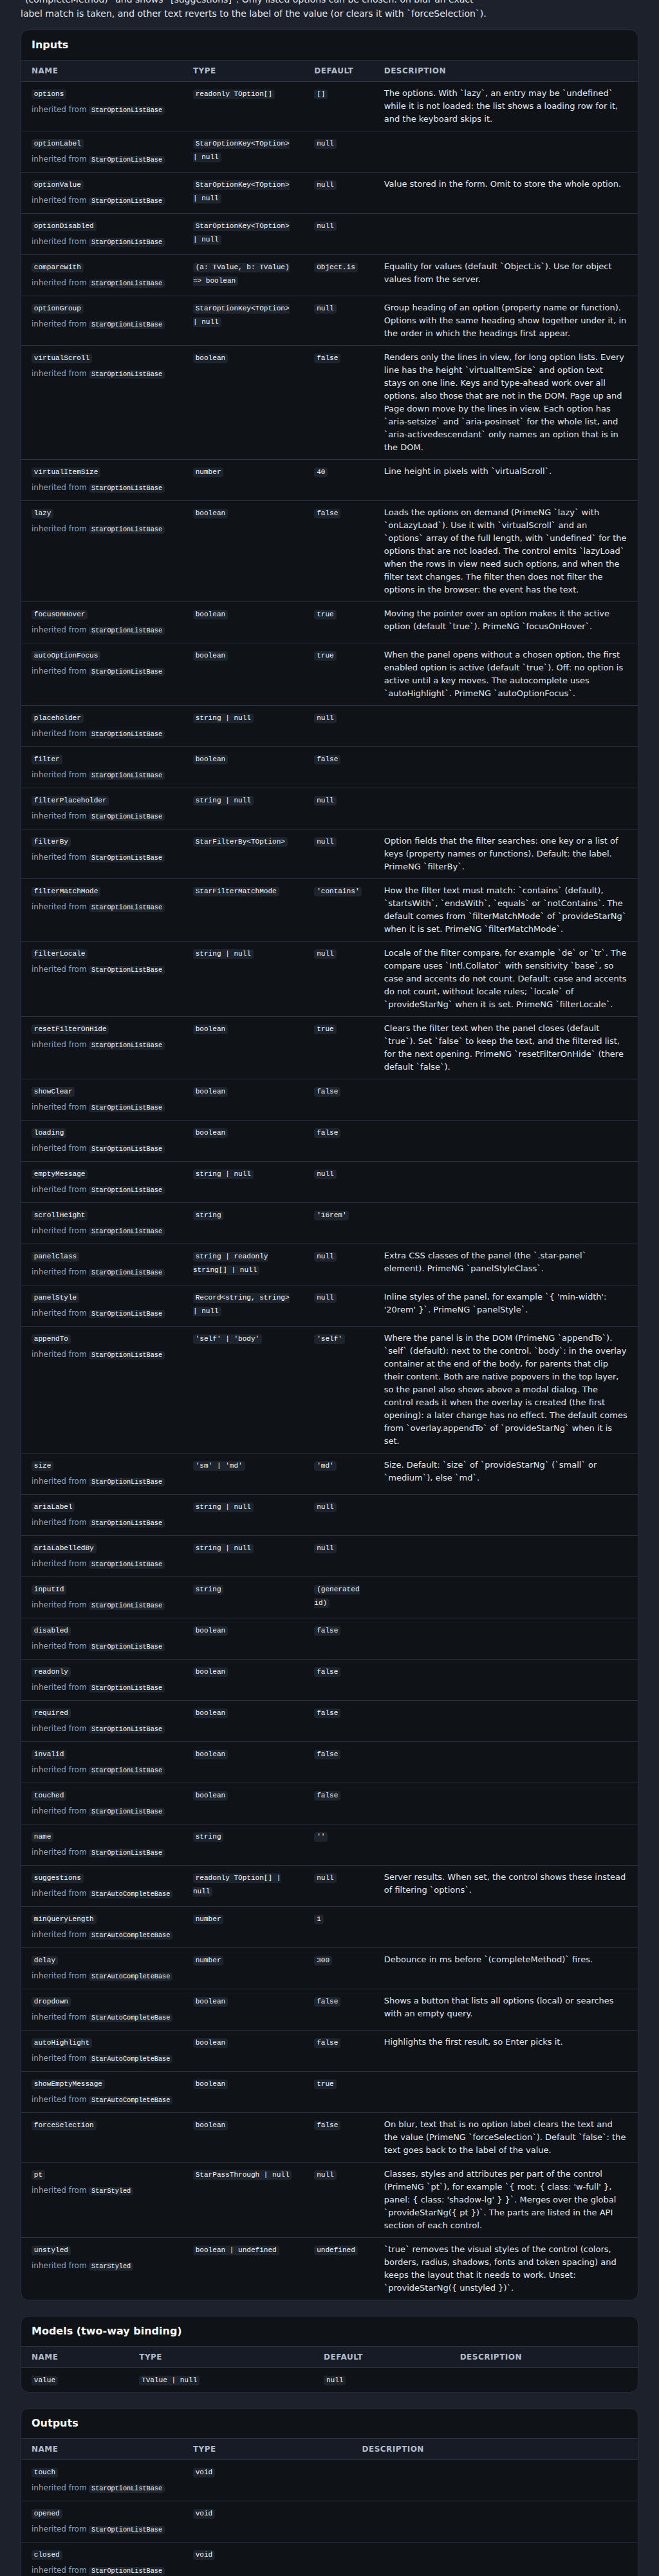 label match is taken, and other text reverts to the label of the value (or clears it with `forceSelection`).
Inputs
NAME TYPE DEFAULT DESCRIPTION
options readonly TOption[] [] The options. With `lazy`, an entry may be `undefined`
inherited from StarOptionListBase while it is not loaded: the list shows a loading row for it,
and the keyboard skips it.
optionLabel StarOptionKey<TOption> null
inherited from StarOptionListBase | null
optionValue StarOptionKey<TOption> null Value stored in the form. Omit to store the whole option.
inherited from StarOptionListBase | null
optionDisabled StarOptionKey<TOption> null
inherited from StarOptionListBase | null
compareWith (a: TValue, b: TValue) Object.is Equality for values (default `Object.is`). Use for object
inherited from StarOptionListBase => boolean values from the server.
optionGroup StarOptionKey<TOption> null Group heading of an option (property name or function).
inherited from StarOptionListBase | null Options with the same heading show together under it, in
the order in which the headings first appear.
virtualScroll boolean false Renders only the lines in view, for long option lists. Every
inherited from StarOptionListBase line has the height `virtualItemSize` and option text
stays on one line. Keys and type-ahead work over all
options, also those that are not in the DOM. Page up and
Page down move by the lines in view. Each option has
`aria-setsize` and `aria-posinset` for the whole list, and
`aria-activedescendant` only names an option that is in
the DOM.
virtualItemSize number 40 Line height in pixels with `virtualScroll`.
inherited from StarOptionListBase
lazy boolean false Loads the options on demand (PrimeNG `lazy` with
inherited from StarOptionListBase `onLazyLoad`). Use it with `virtualScroll` and an
`options` array of the full length, with `undefined` for the
options that are not loaded. The control emits `lazyLoad`
when the rows in view need such options, and when the
filter text changes. The filter then does not filter the
options in the browser: the event has the text.
focusOnHover boolean true Moving the pointer over an option makes it the active
inherited from StarOptionListBase option (default `true`). PrimeNG `focusOnHover`.
autoOptionFocus boolean true When the panel opens without a chosen option, the first
inherited from StarOptionListBase enabled option is active (default `true`). Off: no option is
active until a key moves. The autocomplete uses
`autoHighlight`. PrimeNG `autoOptionFocus`.
placeholder string | null null
inherited from StarOptionListBase
filter boolean false
inherited from StarOptionListBase
filterPlaceholder string | null null
inherited from StarOptionListBase
filterBy StarFilterBy<TOption> null Option fields that the filter searches: one key or a list of
inherited from StarOptionListBase keys (property names or functions). Default: the label.
PrimeNG `filterBy`.
filterMatchMode StarFilterMatchMode 'contains' How the filter text must match: `contains` (default),
inherited from StarOptionListBase `startsWith`, `endsWith`, `equals` or `notContains`. The
default comes from `filterMatchMode` of `provideStarNg`
when it is set. PrimeNG `filterMatchMode`.
filterLocale string | null null Locale of the filter compare, for example `de` or `tr`. The
inherited from StarOptionListBase compare uses `Intl.Collator` with sensitivity `base`, so
case and accents do not count. Default: case and accents
do not count, without locale rules; `locale` of
`provideStarNg` when it is set. PrimeNG `filterLocale`.
resetFilterOnHide boolean true Clears the filter text when the panel closes (default
inherited from StarOptionListBase `true`). Set `false` to keep the text, and the filtered list,
for the next opening. PrimeNG `resetFilterOnHide` (there
default `false`).
showClear boolean false
inherited from StarOptionListBase
loading boolean false
inherited from StarOptionListBase
emptyMessage string | null null
inherited from StarOptionListBase
scrollHeight string '16rem'
inherited from StarOptionListBase
panelClass string | readonly null Extra CSS classes of the panel (the `.star-panel`
inherited from StarOptionListBase string[] | null element). PrimeNG `panelStyleClass`.
panelStyle Record<string, string> null Inline styles of the panel, for example `{ 'min-width':
inherited from StarOptionListBase | null '20rem' }`. PrimeNG `panelStyle`.
appendTo 'self' | 'body' 'self' Where the panel is in the DOM (PrimeNG `appendTo`).
inherited from StarOptionListBase `self` (default): next to the control. `body`: in the overlay
container at the end of the body, for parents that clip
their content. Both are native popovers in the top layer,
so the panel also shows above a modal dialog. The
control reads it when the overlay is created (the first
opening): a later change has no effect. The default comes
from `overlay.appendTo` of `provideStarNg` when it is
set.
size 'sm' | 'md' 'md' Size. Default: `size` of `provideStarNg` (`small` or
inherited from StarOptionListBase `medium`), else `md`.
ariaLabel string | null null
inherited from StarOptionListBase
ariaLabelledBy string | null null
inherited from StarOptionListBase
inputId string (generated
inherited from StarOptionListBase id)
disabled boolean false
inherited from StarOptionListBase
readonly boolean false
inherited from StarOptionListBase
required boolean false
inherited from StarOptionListBase
invalid boolean false
inherited from StarOptionListBase
touched boolean false
inherited from StarOptionListBase
name string ''
inherited from StarOptionListBase
suggestions readonly TOption[] | null Server results. When set, the control shows these instead
inherited from StarAutoCompleteBase null of filtering `options`.
minQueryLength number 1
inherited from StarAutoCompleteBase
delay number 300 Debounce in ms before `(completeMethod)` fires.
inherited from StarAutoCompleteBase
dropdown boolean false Shows a button that lists all options (local) or searches
inherited from StarAutoCompleteBase with an empty query.
autoHighlight boolean false Highlights the first result, so Enter picks it.
inherited from StarAutoCompleteBase
showEmptyMessage boolean true
inherited from StarAutoCompleteBase
forceSelection boolean false On blur, text that is no option label clears the text and
inherited from StarAutoCompleteBase the value (PrimeNG `forceSelection`). Default `false`: the
text goes back to the label of the value.
pt StarPassThrough | null null Classes, styles and attributes per part of the control
inherited from StarStyled (PrimeNG `pt`), for example `{ root: { class: 'w-full' },
panel: { class: 'shadow-lg' } }`. Merges over the global
`provideStarNg({ pt })`. The parts are listed in the API
section of each control.
unstyled boolean | undefined undefined `true` removes the visual styles of the control (colors,
inherited from StarStyled borders, radius, shadows, fonts and token spacing) and
keeps the layout that it needs to work. Unset:
`provideStarNg({ unstyled })`.
Models (two-way binding)
NAME TYPE DEFAULT DESCRIPTION
value TValue | null null
Outputs
NAME TYPE DESCRIPTION
touch void
inherited from StarOptionListBase
opened void
inherited from StarOptionListBase
closed void
inherited from StarOptionListBase